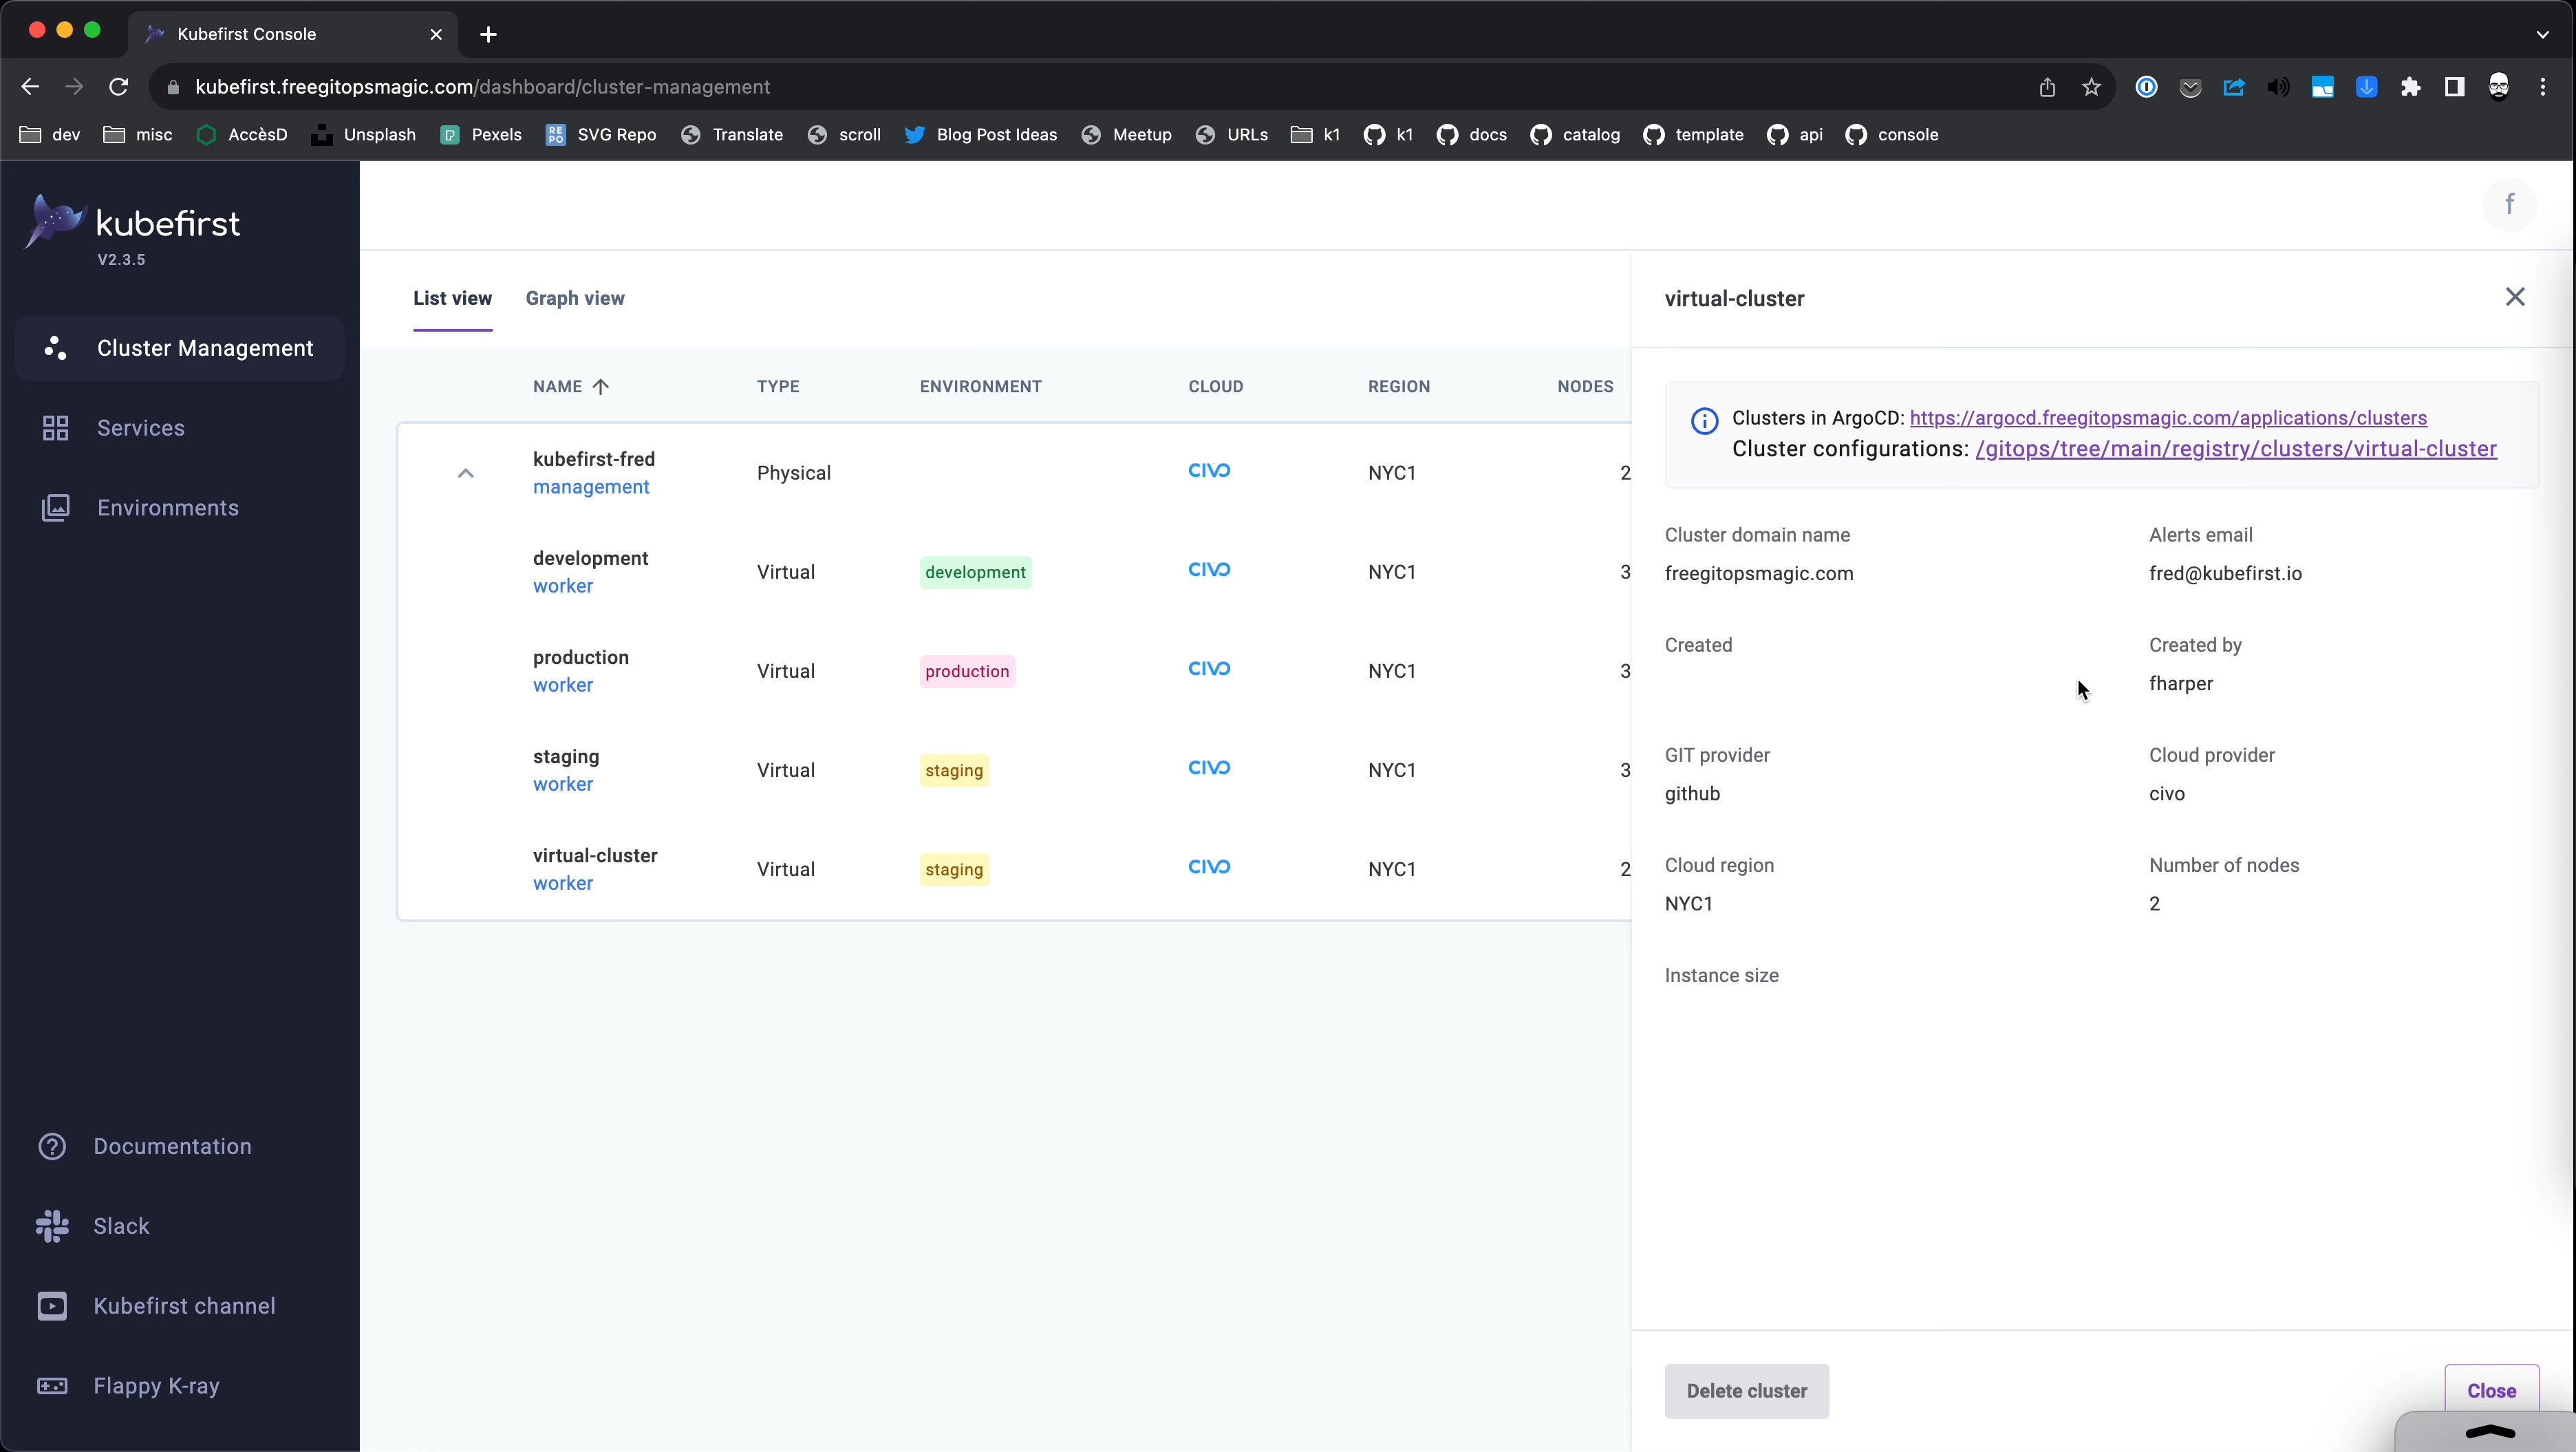 Kubefirst Console
kubefirst.freegitopsmagic.com/dashboard/cluster-management
dev misc AccèsD Unsplash Pexels SVG Repo Translate scroll Blog Post Ideas Meetup URLs k1 k1 docs catalog template api console
kubefirst
V2.3.5
Cluster Management
Services
Environments
Documentation
Slack
Kubefirst channel
Flappy K-ray
f
List view Graph view
NAME TYPE ENVIRONMENT CLOUD REGION NODES
kubefirst-fred
management
Physical CIVO NYC1 2
development
worker
Virtual development CIVO NYC1 3
production
worker
Virtual production CIVO NYC1 3
staging
worker
Virtual staging CIVO NYC1 3
virtual-cluster
worker
Virtual staging CIVO NYC1 2
virtual-cluster
Clusters in ArgoCD: https://argocd.freegitopsmagic.com/applications/clusters
Cluster configurations: /gitops/tree/main/registry/clusters/virtual-cluster
Cluster domain name
freegitopsmagic.com
Alerts email
fred@kubefirst.io
Created
Created by
fharper
GIT provider
github
Cloud provider
civo
Cloud region
NYC1
Number of nodes
2
Instance size
Delete cluster
Close